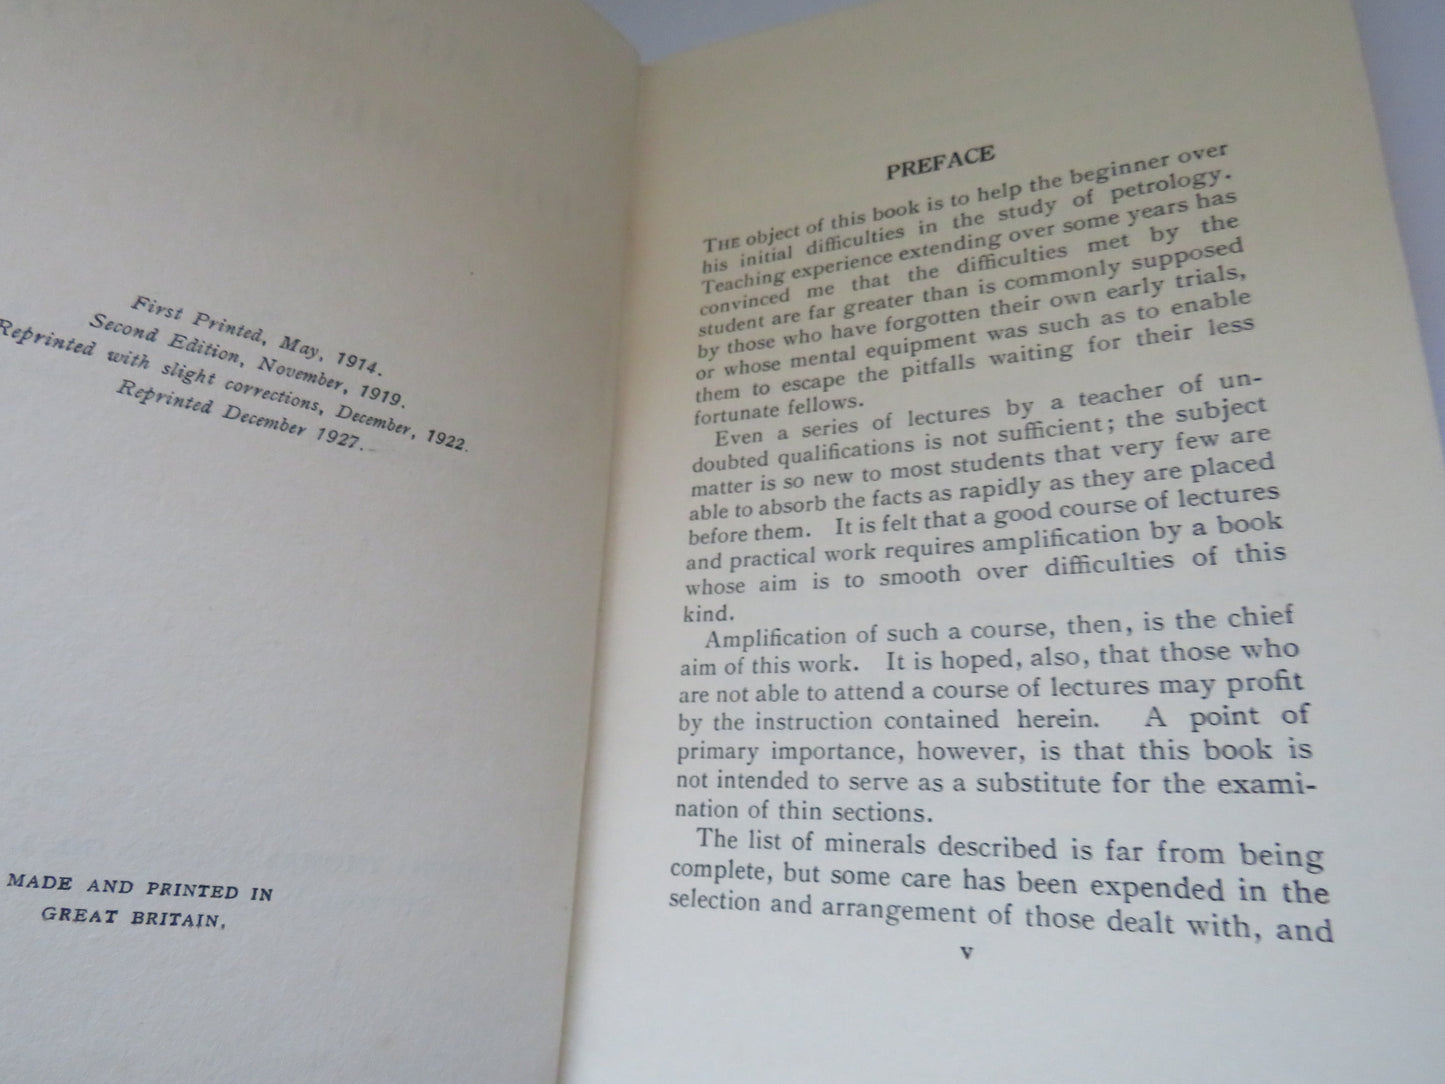 First Printed, May, 1914.
Second Edition, November, 1919.
Reprinted with slight corrections, December, 1922.
Reprinted December 1927.
MADE AND PRINTED IN
GREAT BRITAIN,
PREFACE
THE object of this book is to help the beginner over
his initial difficulties in the study of petrology.
Teaching experience extending over some years has
convinced me that the difficulties met by the
student are far greater than is commonly supposed
by those who have forgotten their own early trials,
or whose mental equipment was such as to enable
them to escape the pitfalls waiting for their less
fortunate fellows.
Even a series of lectures by a teacher of un-
doubted qualifications is not sufficient; the subject
matter is so new to most students that very few are
able to absorb the facts as rapidly as they are placed
before them. It is felt that a good course of lectures
and practical work requires amplification by a book
whose aim is to smooth over difficulties of this
kind.
Amplification of such a course, then, is the chief
aim of this work. It is hoped, also, that those who
are not able to attend a course of lectures may profit
by the instruction contained herein. A point of
primary importance, however, is that this book is
not intended to serve as a substitute for the exami-
nation of thin sections.
The list of minerals described is far from being
complete, but some care has been expended in the
selection and arrangement of those dealt with, and
v